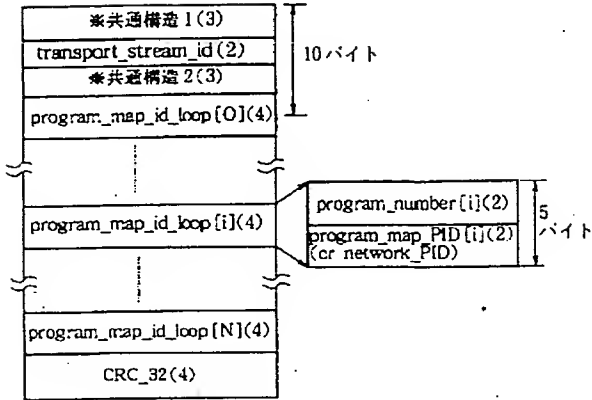 ※共通構造1(3)
transport_stream_id(2)
※共通構造2(3)
program_map_id_loop[0](4)
10バイト
program_map_id_loop[i](4)
program_number[i](2)
program_map_PID[i](2)
(or network_PID)
5
バイト
program_map_id_loop[N](4)
CRC_32(4)